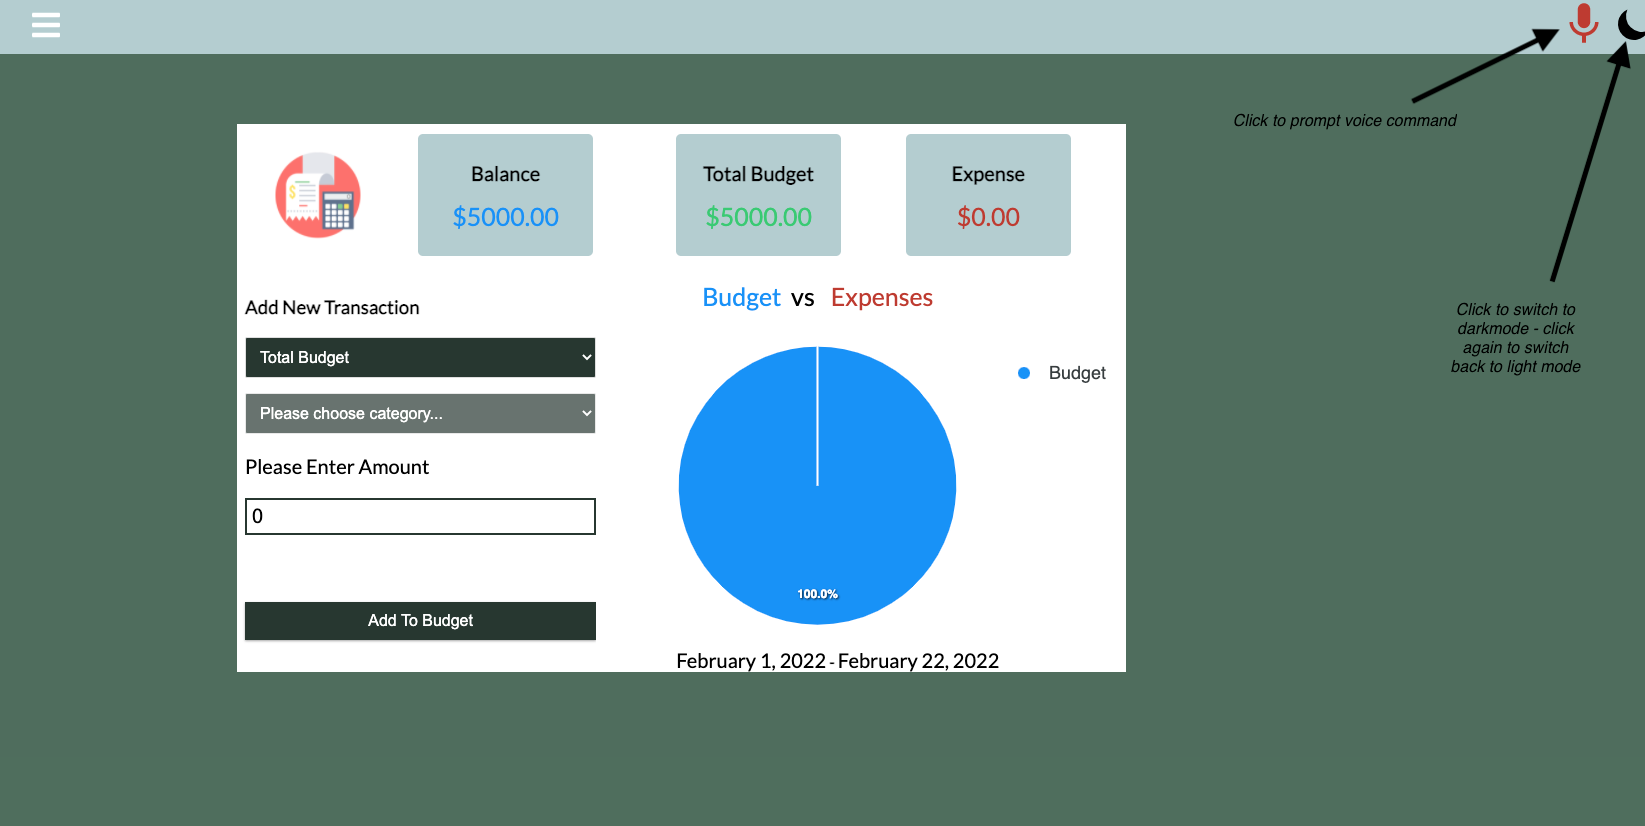 Click to prompt voice command
Balance
$5000.00
Total Budget
$5000.00
Expense
$0.00
Click to switch to
darkmode - click
again to switch
back to light mode
Add New Transaction
Total Budget
Please choose category...
Please Enter Amount
0
Add To Budget
Budget vs Expenses
Budget
100.0%
February 1, 2022 - February 22, 2022